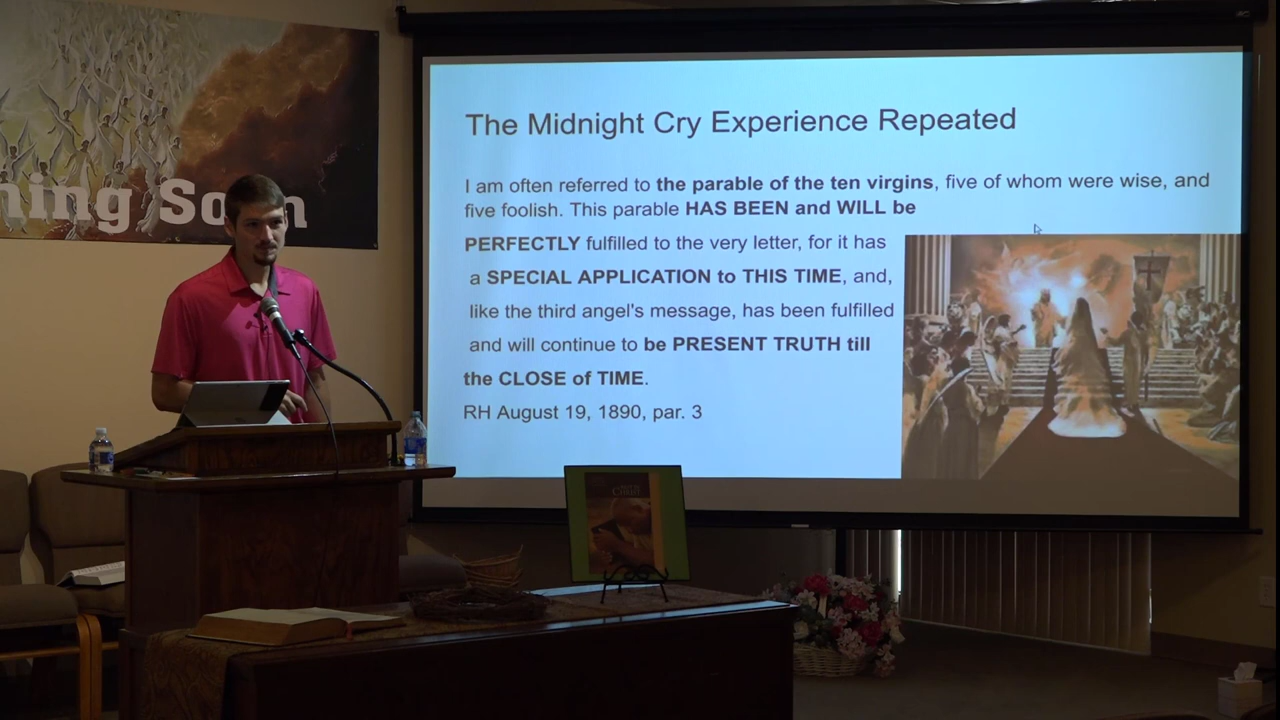 ning Soon
The Midnight Cry Experience Repeated
I am often referred to the parable of the ten virgins, five of whom were wise, and
five foolish. This parable HAS BEEN and WILL be
PERFECTLY fulfilled to the very letter, for it has
a SPECIAL APPLICATION to THIS TIME, and,
like the third angel's message, has been fulfilled
and will continue to be PRESENT TRUTH till
the CLOSE of TIME.
RH August 19, 1890, par. 3
CHRIST